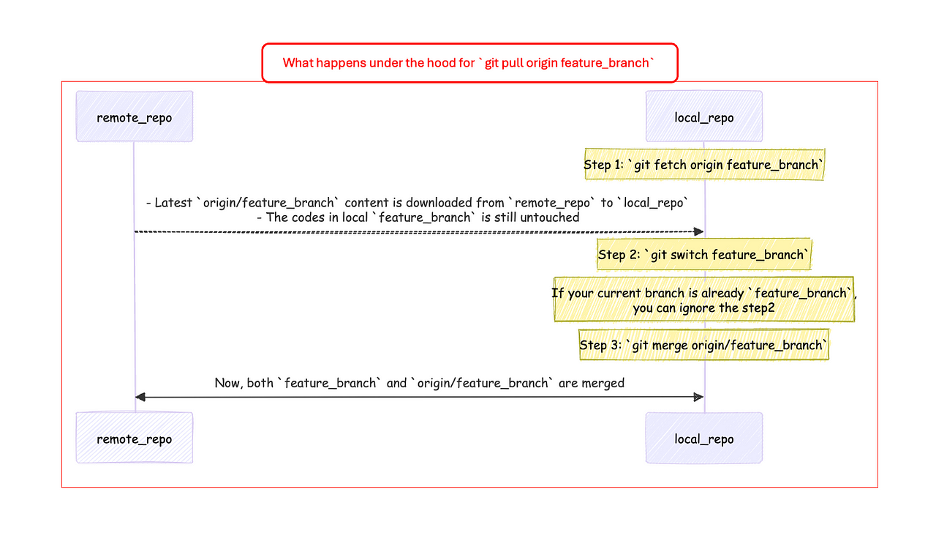 What happens under the hood for `git pull origin feature_branch`
remote_repo
local_repo
Step 1: `git fetch origin feature_branch`
- Latest `origin/feature_branch` content is downloaded from `remote_repo` to `local_repo`
- The codes in local `feature_branch` is still untouched
Step 2: `git switch feature_branch`
If your current branch is already `feature_branch`,
you can ignore the step2
Step 3: `git merge origin/feature_branch`
Now, both `feature_branch` and `origin/feature_branch` are merged
remote_repo
local_repo